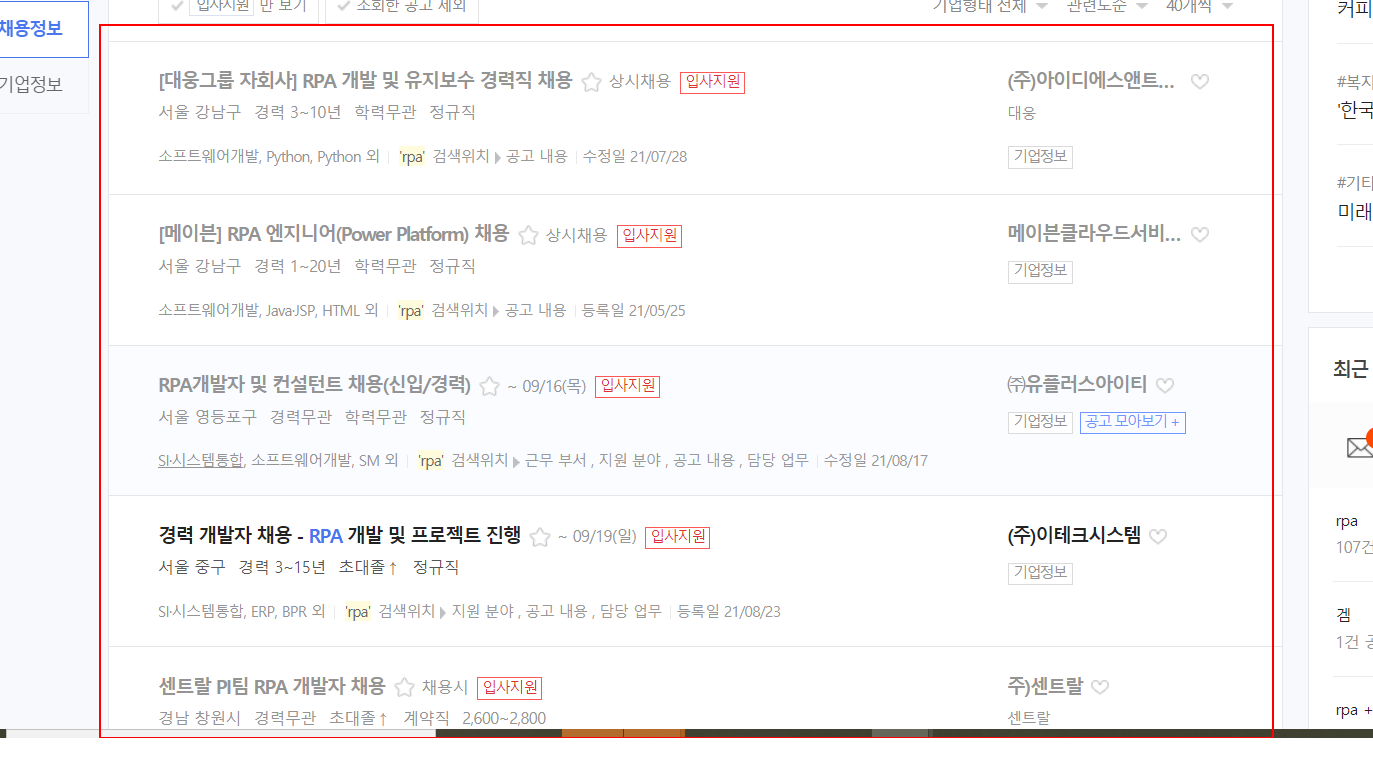 입사지원 만 보기 조회한 공고 제외 기업형태 전체 관련도순 40개씩
채용정보
기업정보
[대웅그룹 자회사] RPA 개발 및 유지보수 경력직 채용 상시채용 입사지원
서울 강남구 경력 3~10년 학력무관 정규직
소프트웨어개발, Python, Python 외 'rpa' 검색위치 공고 내용 수정일 21/07/28
(주)아이디에스앤트...
대웅
기업정보
[메이븐] RPA 엔지니어(Power Platform) 채용 상시채용 입사지원
서울 강남구 경력 1~20년 학력무관 정규직
소프트웨어개발, Java·JSP, HTML 외 'rpa' 검색위치 공고 내용 등록일 21/05/25
메이븐클라우드서비...
기업정보
RPA개발자 및 컨설턴트 채용(신입/경력) ~ 09/16(목) 입사지원
서울 영등포구 경력무관 학력무관 정규직
SI·시스템통합, 소프트웨어개발, SM 외 'rpa' 검색위치 근무 부서 , 지원 분야 , 공고 내용 , 담당 업무 수정일 21/08/17
㈜유플러스아이티
기업정보 공고 모아보기 +
경력 개발자 채용 - RPA 개발 및 프로젝트 진행 ~ 09/19(일) 입사지원
서울 중구 경력 3~15년 초대졸↑ 정규직
SI·시스템통합, ERP, BPR 외 'rpa' 검색위치 지원 분야 , 공고 내용 , 담당 업무 등록일 21/08/23
(주)이테크시스템
기업정보
센트랄 PI팀 RPA 개발자 채용 채용시 입사지원
경남 창원시 경력무관 초대졸↑ 계약직 2,600~2,800
주)센트랄
센트랄
커피
#복지
'한국
#기타
미래
최근
rpa
107건
겜
1건 공
rpa +